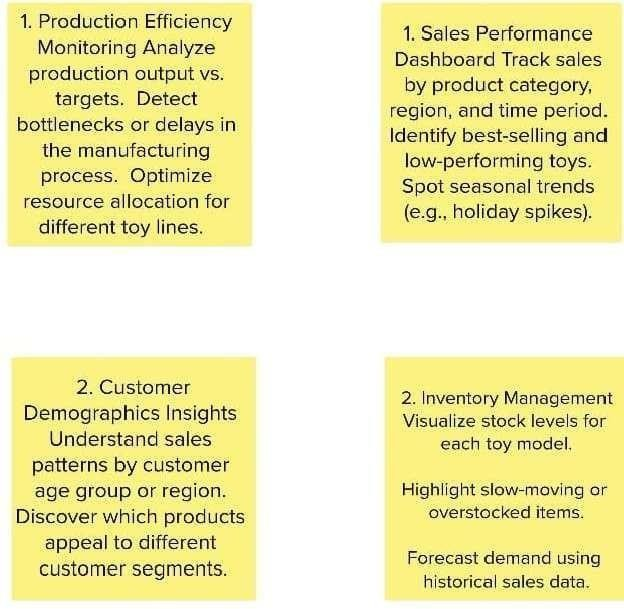 1. Production Efficiency
Monitoring Analyze
production output vs.
targets.  Detect
bottlenecks or delays in
the manufacturing
process.  Optimize
resource allocation for
different toy lines.
1. Sales Performance
Dashboard Track sales
by product category,
region, and time period.
Identify best-selling and
low-performing toys.
Spot seasonal trends
(e.g., holiday spikes).
2. Customer
Demographics Insights
Understand sales
patterns by customer
age group or region.
Discover which products
appeal to different
customer segments.
2. Inventory Management
Visualize stock levels for
each toy model.
Highlight slow-moving or
overstocked items.
Forecast demand using
historical sales data.